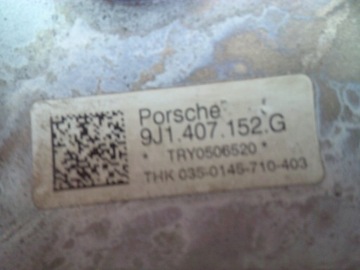 Porsche
9J1.407.152.G
* TRY0506520 *
THK 035-0145-710-403